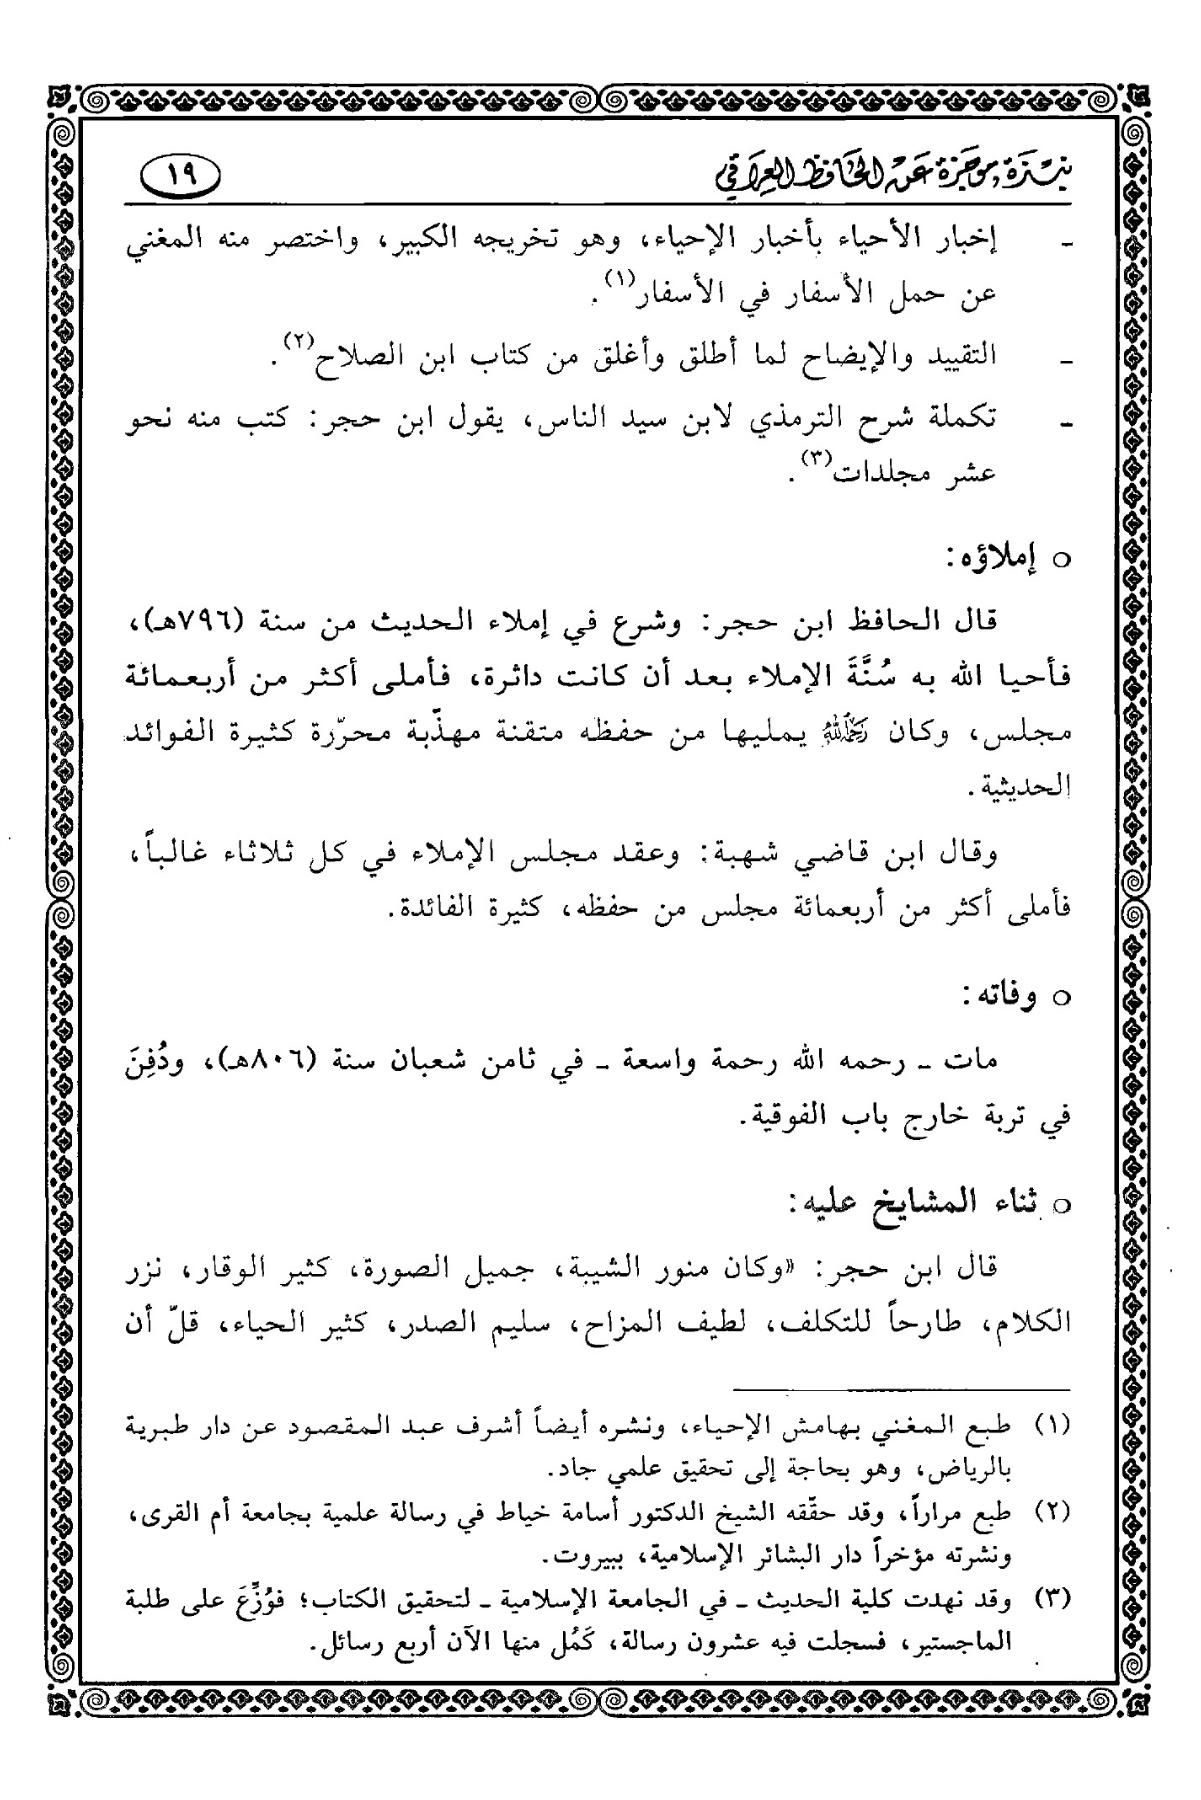 نبذة موجزة عن الحافظ العراقي
١٩
ـ إخبار الأحياء بأخبار الإحياء، وهو تخريجه الكبير، واختصر منه المغني
عن حمل الأسفار في الأسفار(١).
ـ التقييد والإيضاح لما أطلق وأغلق من كتاب ابن الصلاح(٢).
ـ تكملة شرح الترمذي لابن سيد الناس، يقول ابن حجر: كتب منه نحو
عشر مجلدات(٣).
○ إملاؤه:
قال الحافظ ابن حجر: وشرع في إملاء الحديث من سنة (٧٩٦هـ)،
فأحيا الله به سُنَّةَ الإملاء بعد أن كانت داثرة، فأملى أكثر من أربعمائة
مجلس، وكان رَحِمَهُ اللهُ يمليها من حفظه متقنة مهذّبة محرّرة كثيرة الفوائد
الحديثية.
وقال ابن قاضي شهبة: وعقد مجلس الإملاء في كل ثلاثاء غالباً،
فأملى أكثر من أربعمائة مجلس من حفظه، كثيرة الفائدة.
○ وفاته:
مات ـ رحمه الله رحمة واسعة ـ في ثامن شعبان سنة (٨٠٦هـ)، ودُفِنَ
في تربة خارج باب الفوقية.
○ ثناء المشايخ عليه:
قال ابن حجر: «وكان منور الشيبة، جميل الصورة، كثير الوقار، نزر
الكلام، طارحاً للتكلف، لطيف المزاح، سليم الصدر، كثير الحياء، قلّ أن
(١) طبع المغني بهامش الإحياء، ونشره أيضاً أشرف عبد المقصود عن دار طبرية
بالرياض، وهو بحاجة إلى تحقيق علمي جاد.
(٢) طبع مراراً، وقد حقّقه الشيخ الدكتور أسامة خياط في رسالة علمية بجامعة أم القرى،
ونشرته مؤخراً دار البشائر الإسلامية، ببيروت.
(٣) وقد نهدت كلية الحديث ـ في الجامعة الإسلامية ـ لتحقيق الكتاب؛ فوُزِّعَ على طلبة
الماجستير، فسجلت فيه عشرون رسالة، كَمُل منها الآن أربع رسائل.